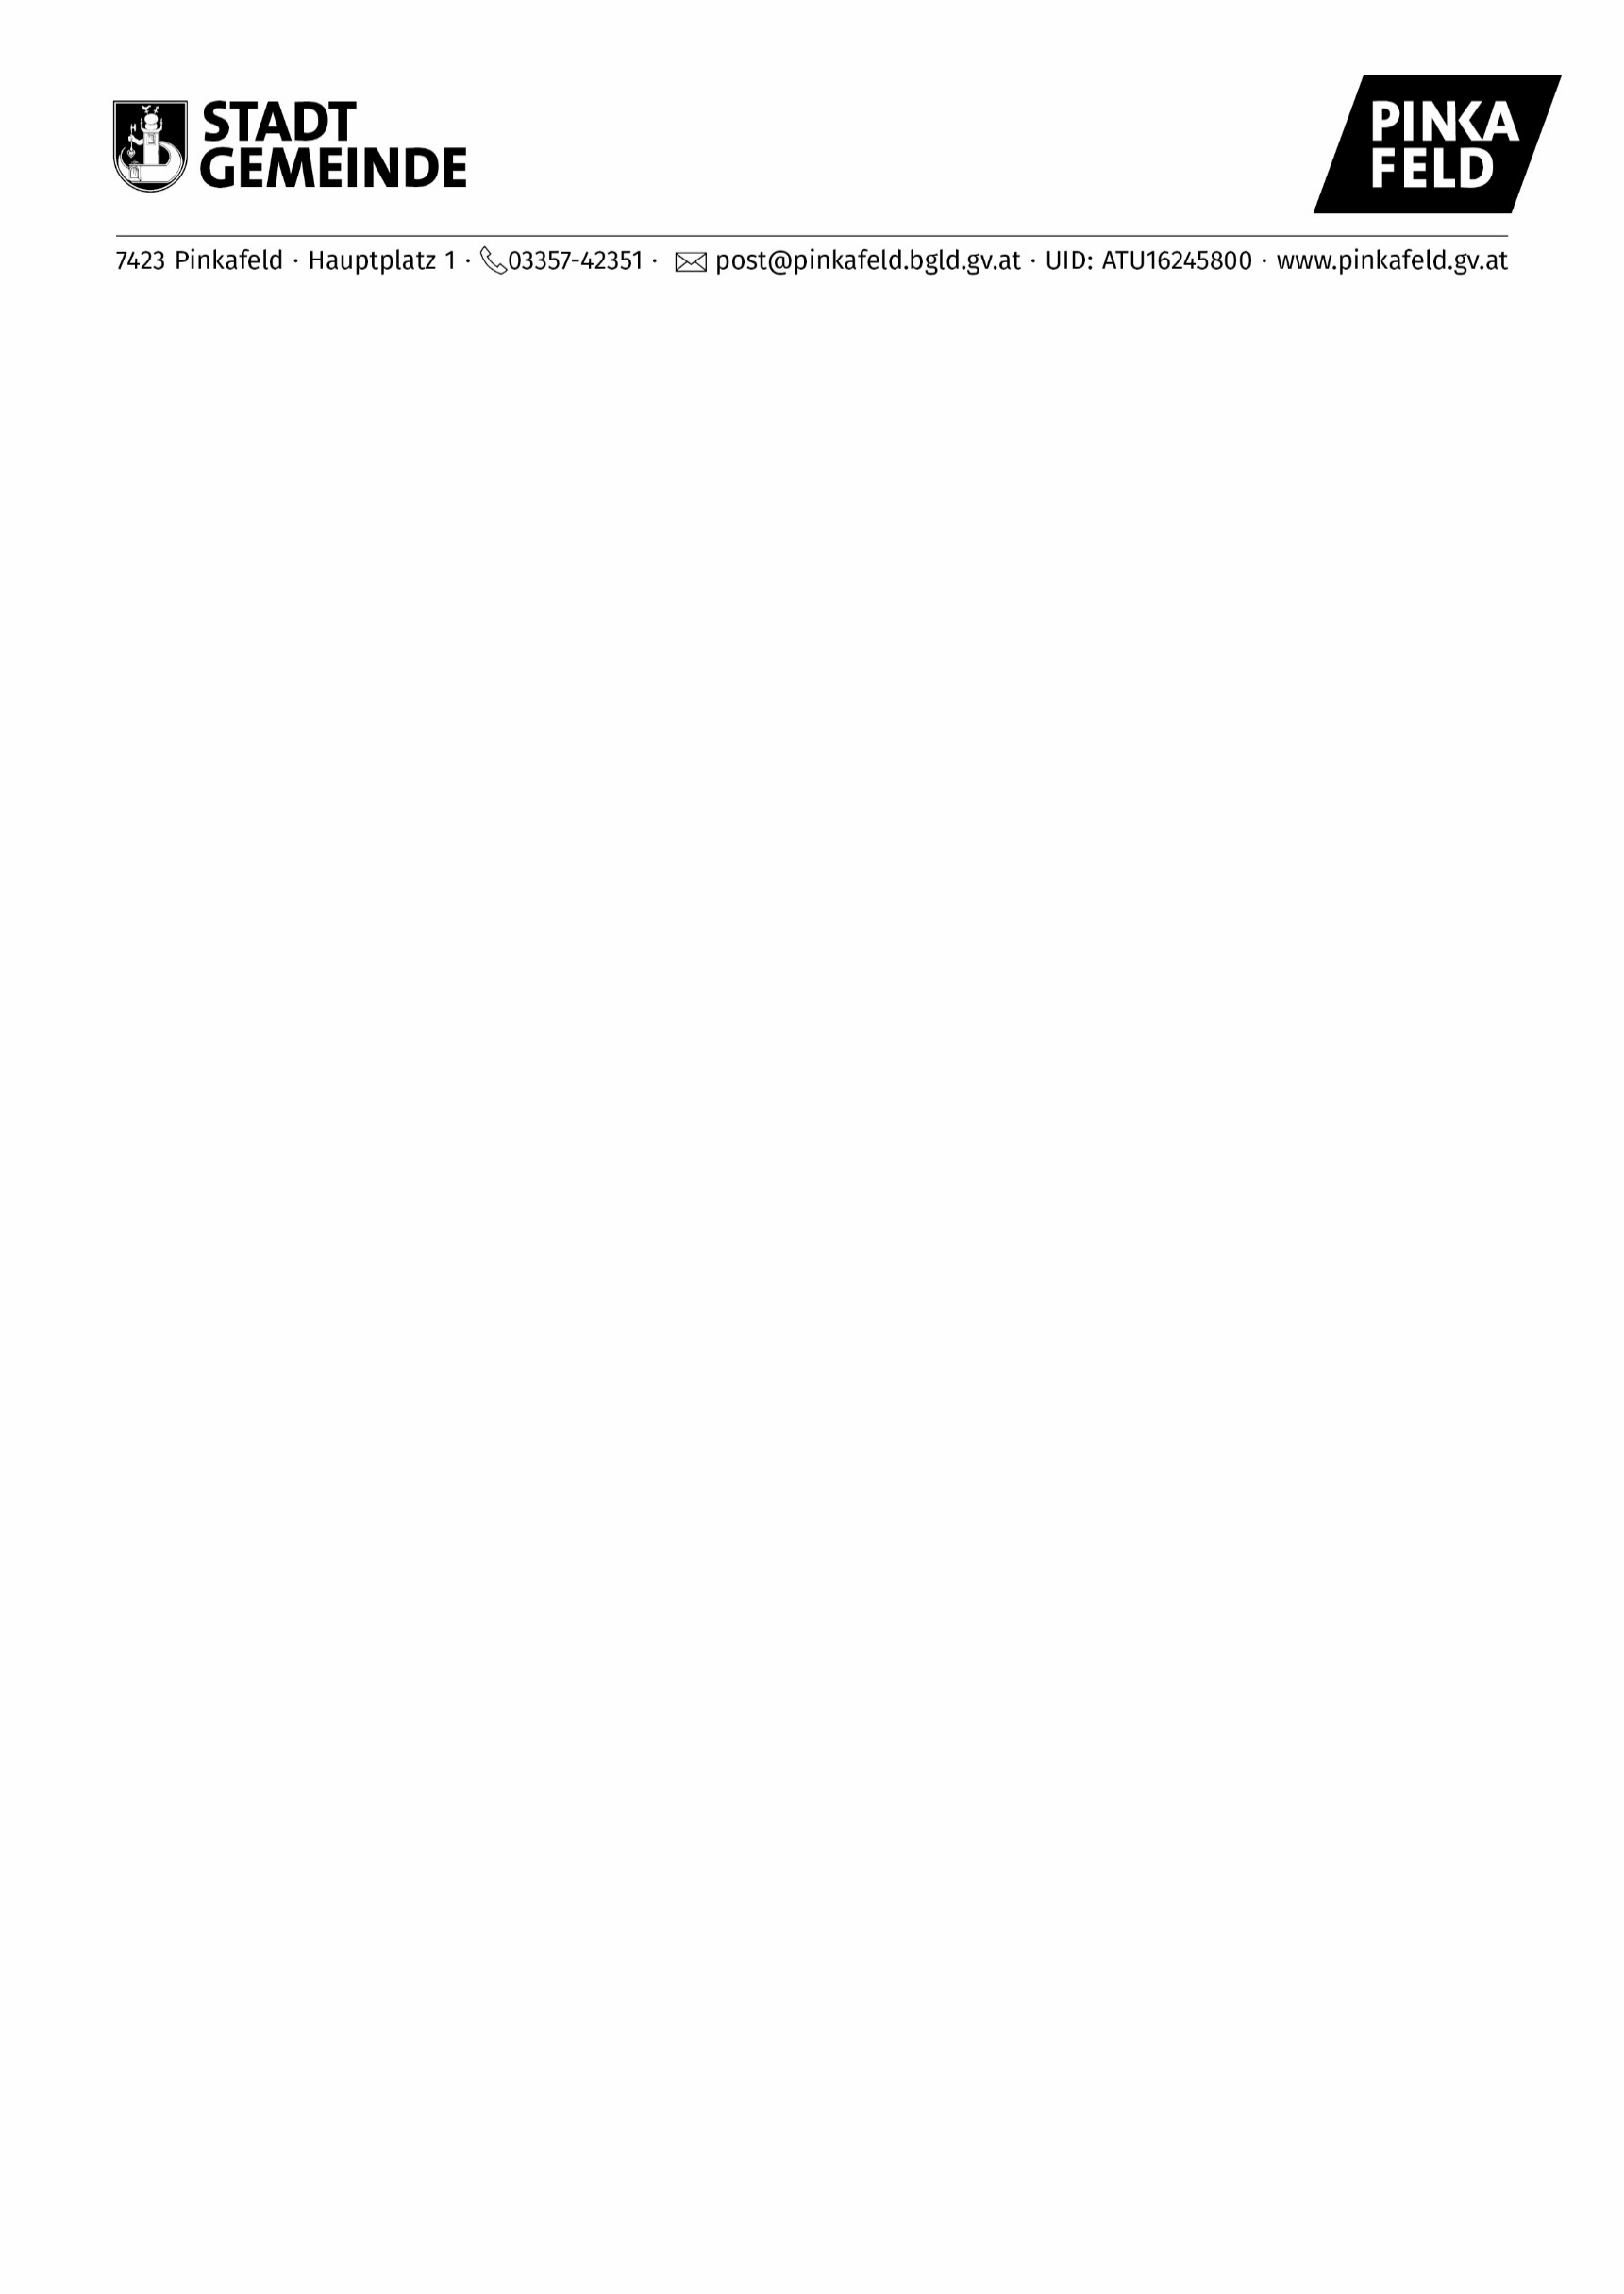 STADT
GEMEINDE
PINKA
FELD
7423 Pinkafeld · Hauptplatz 1 · 03357-42351 · post@pinkafeld.bgld.gv.at · UID: ATU16245800 · www.pinkafeld.gv.at